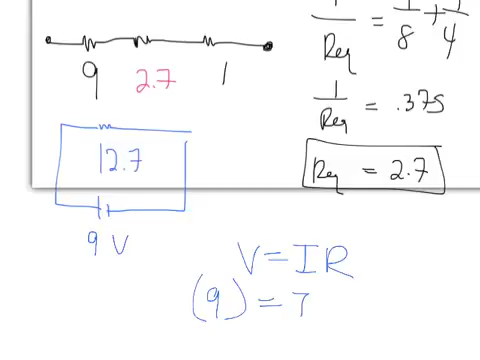 9 2.7 1
1/Req = 1/8 + 1/4
1/Req = .375
Req = 2.7
12.7
9 V
V = IR
(9) =